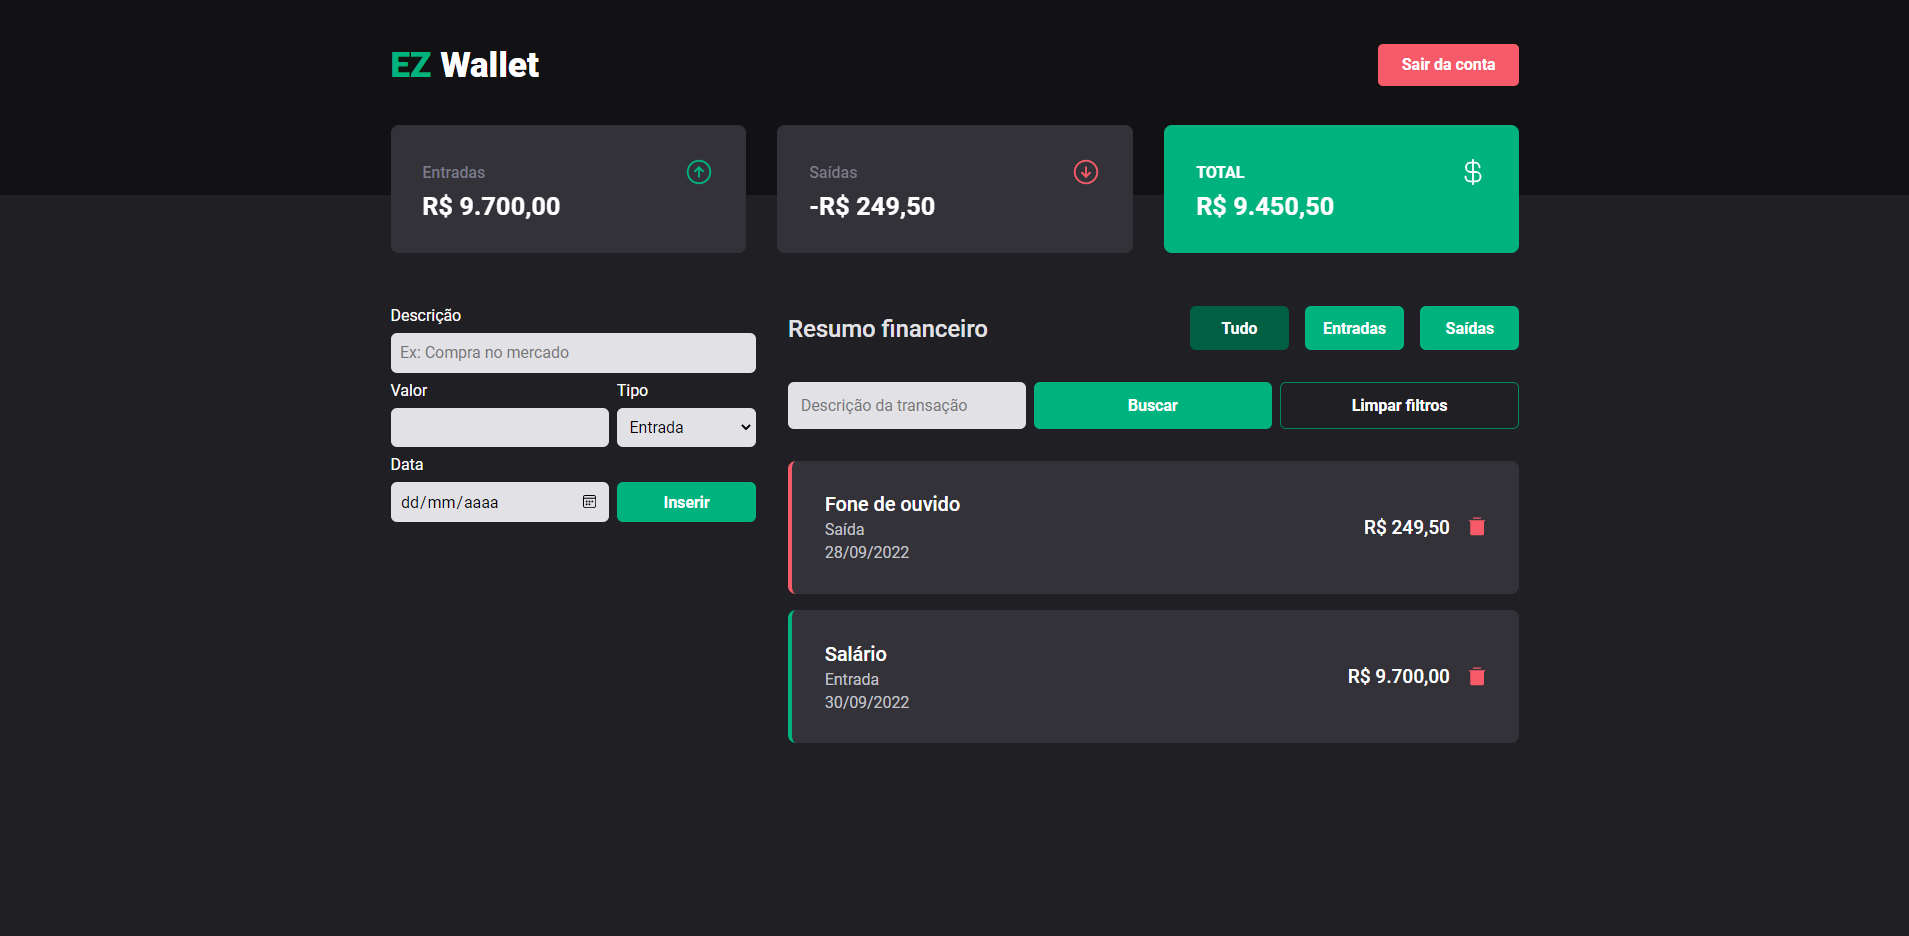 EZ Wallet
Sair da conta
Entradas
R$ 9.700,00
Saídas
-R$ 249,50
TOTAL
R$ 9.450,50
Descrição
Ex: Compra no mercado
Valor
Tipo
Entrada
Data
dd/mm/aaaa
Inserir
Resumo financeiro
Tudo
Entradas
Saídas
Descrição da transação
Buscar
Limpar filtros
Fone de ouvido
Saída
28/09/2022
R$ 249,50
Salário
Entrada
30/09/2022
R$ 9.700,00